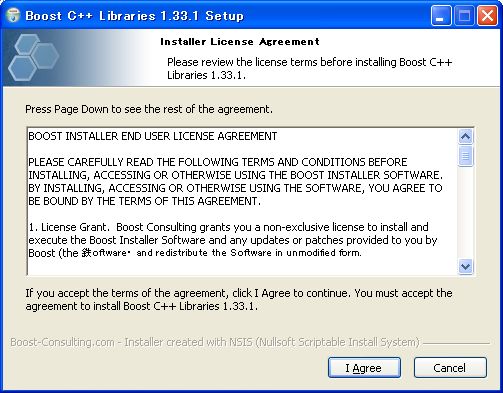 Boost C++ Libraries 1.33.1 Setup
Installer License Agreement
Please review the license terms before installing Boost C++
Libraries 1.33.1.
Press Page Down to see the rest of the agreement.
BOOST INSTALLER END USER LICENSE AGREEMENT
PLEASE CAREFULLY READ THE FOLLOWING TERMS AND CONDITIONS BEFORE
INSTALLING, ACCESSING OR OTHERWISE USING THE BOOST INSTALLER SOFTWARE.
BY INSTALLING, ACCESSING OR OTHERWISE USING THE SOFTWARE, YOU AGREE TO
BE BOUND BY THE TERMS OF THIS AGREEMENT.
1. License Grant.  Boost Consulting grants you a non-exclusive license to install and
execute the Boost Installer Software and any updates or patches provided to you by
Boost (the 鉄oftware・ and redistribute the Software in unmodified form.
If you accept the terms of the agreement, click I Agree to continue. You must accept the
agreement to install Boost C++ Libraries 1.33.1.
Boost-Consulting.com - Installer created with NSIS (Nullsoft Scriptable Install System)
I Agree
Cancel